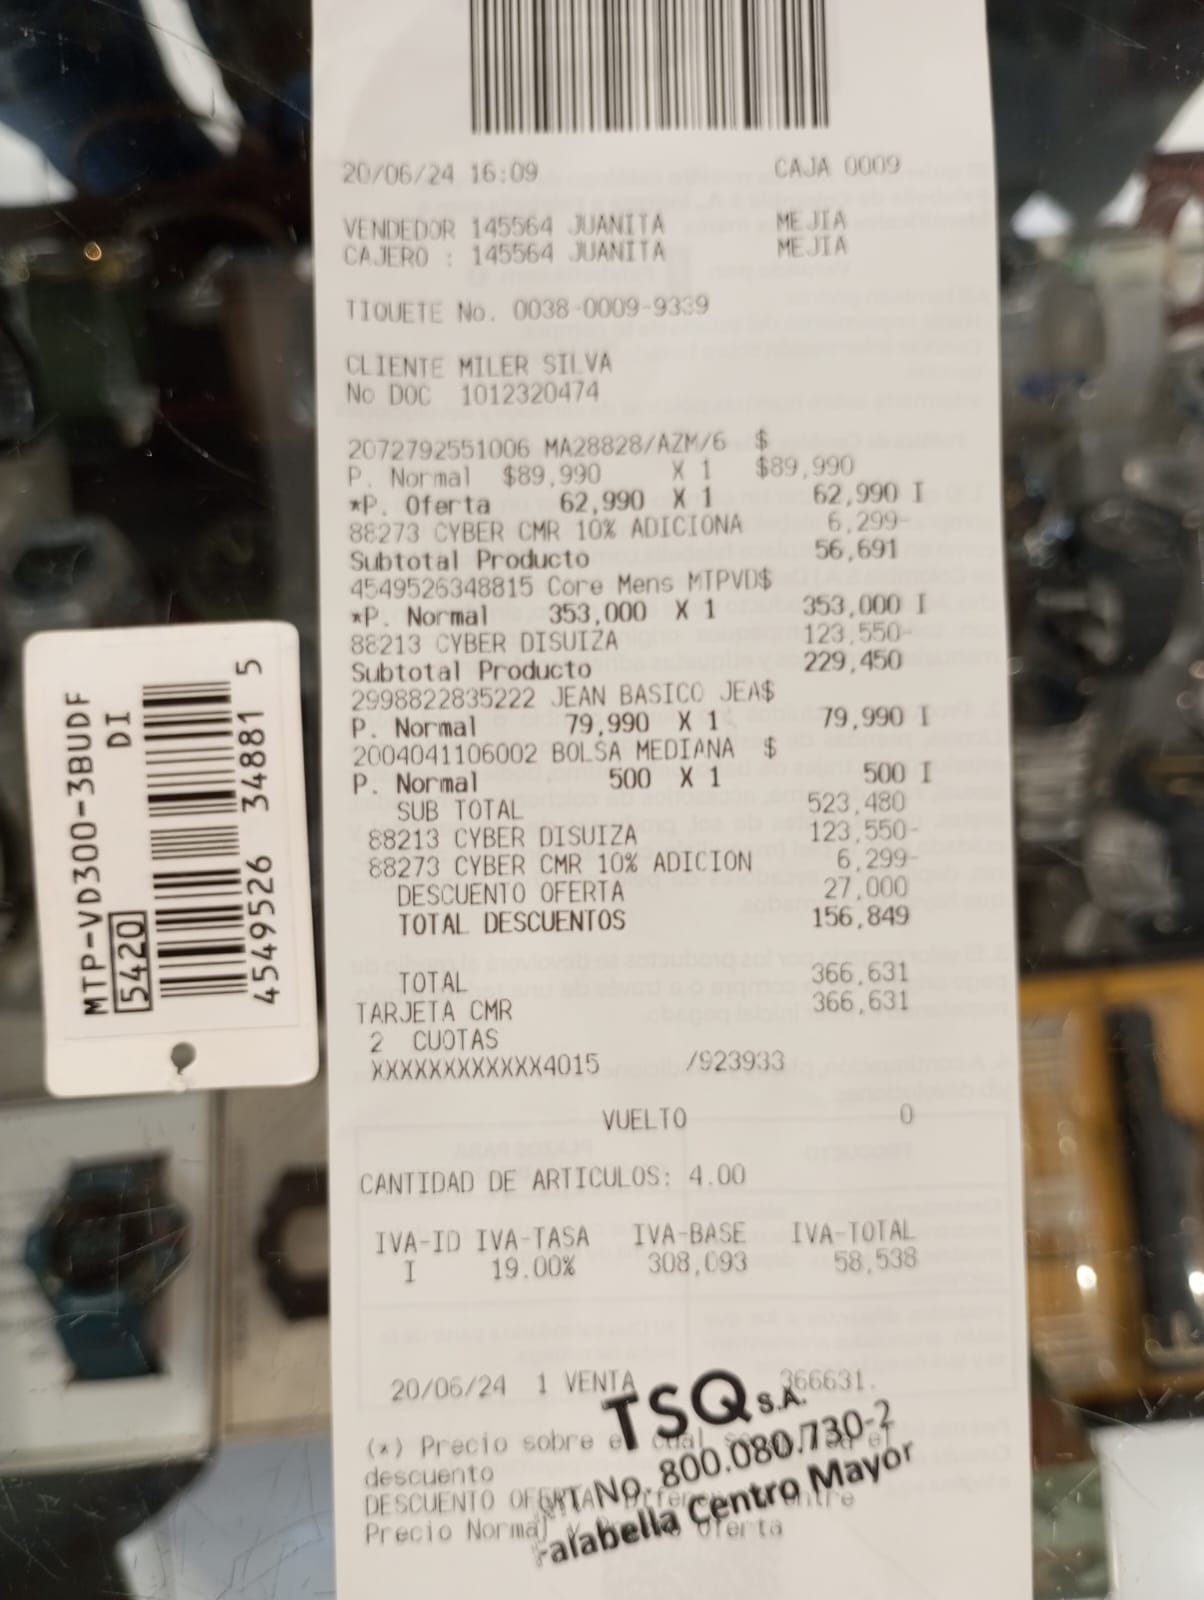 20/06/24 16:09 CAJA 0009
VENDEDOR 145564 JUANITA MEJIA
CAJERO : 145564 JUANITA MEJIA
TIQUETE No. 0038-0009-9339
CLIENTE MILER SILVA
No DOC 1012320474
2072792551006 MA28828/AZM/6 $
P. Normal $89,990 X 1 $89,990
*P. Oferta 62,990 X 1 62,990 I
88273 CYBER CMR 10% ADICIONA 6,299-
Subtotal Producto 56,691
4549526348815 Core Mens MTPVD$
*P. Normal 353,000 X 1 353,000 I
88213 CYBER DISUIZA 123,550-
Subtotal Producto 229,450
2998822835222 JEAN BASICO JEA$
P. Normal 79,990 X 1 79,990 I
2004041106002 BOLSA MEDIANA $
P. Normal 500 X 1 500 I
SUB TOTAL 523,480
88213 CYBER DISUIZA 123,550-
88273 CYBER CMR 10% ADICION 6,299-
DESCUENTO OFERTA 27,000
TOTAL DESCUENTOS 156,849
TOTAL 366,631
TARJETA CMR 366,631
2 CUOTAS
XXXXXXXXXXXX4015 /923933
VUELTO 0
CANTIDAD DE ARTICULOS: 4.00
IVA-ID IVA-TASA IVA-BASE IVA-TOTAL
I 19.00% 308,093 58,538
20/06/24 1 VENTA 366631.
(*) Precio sobre el cual el
descuento
DESCUENTO OFERTA entre
Precio Normal y Oferta
TSQ S.A.
NIT No. 800.080.730-2
Falabella Centro Mayor
MTP-VD300-3BUDF
DI
5420
4549526 34881 5